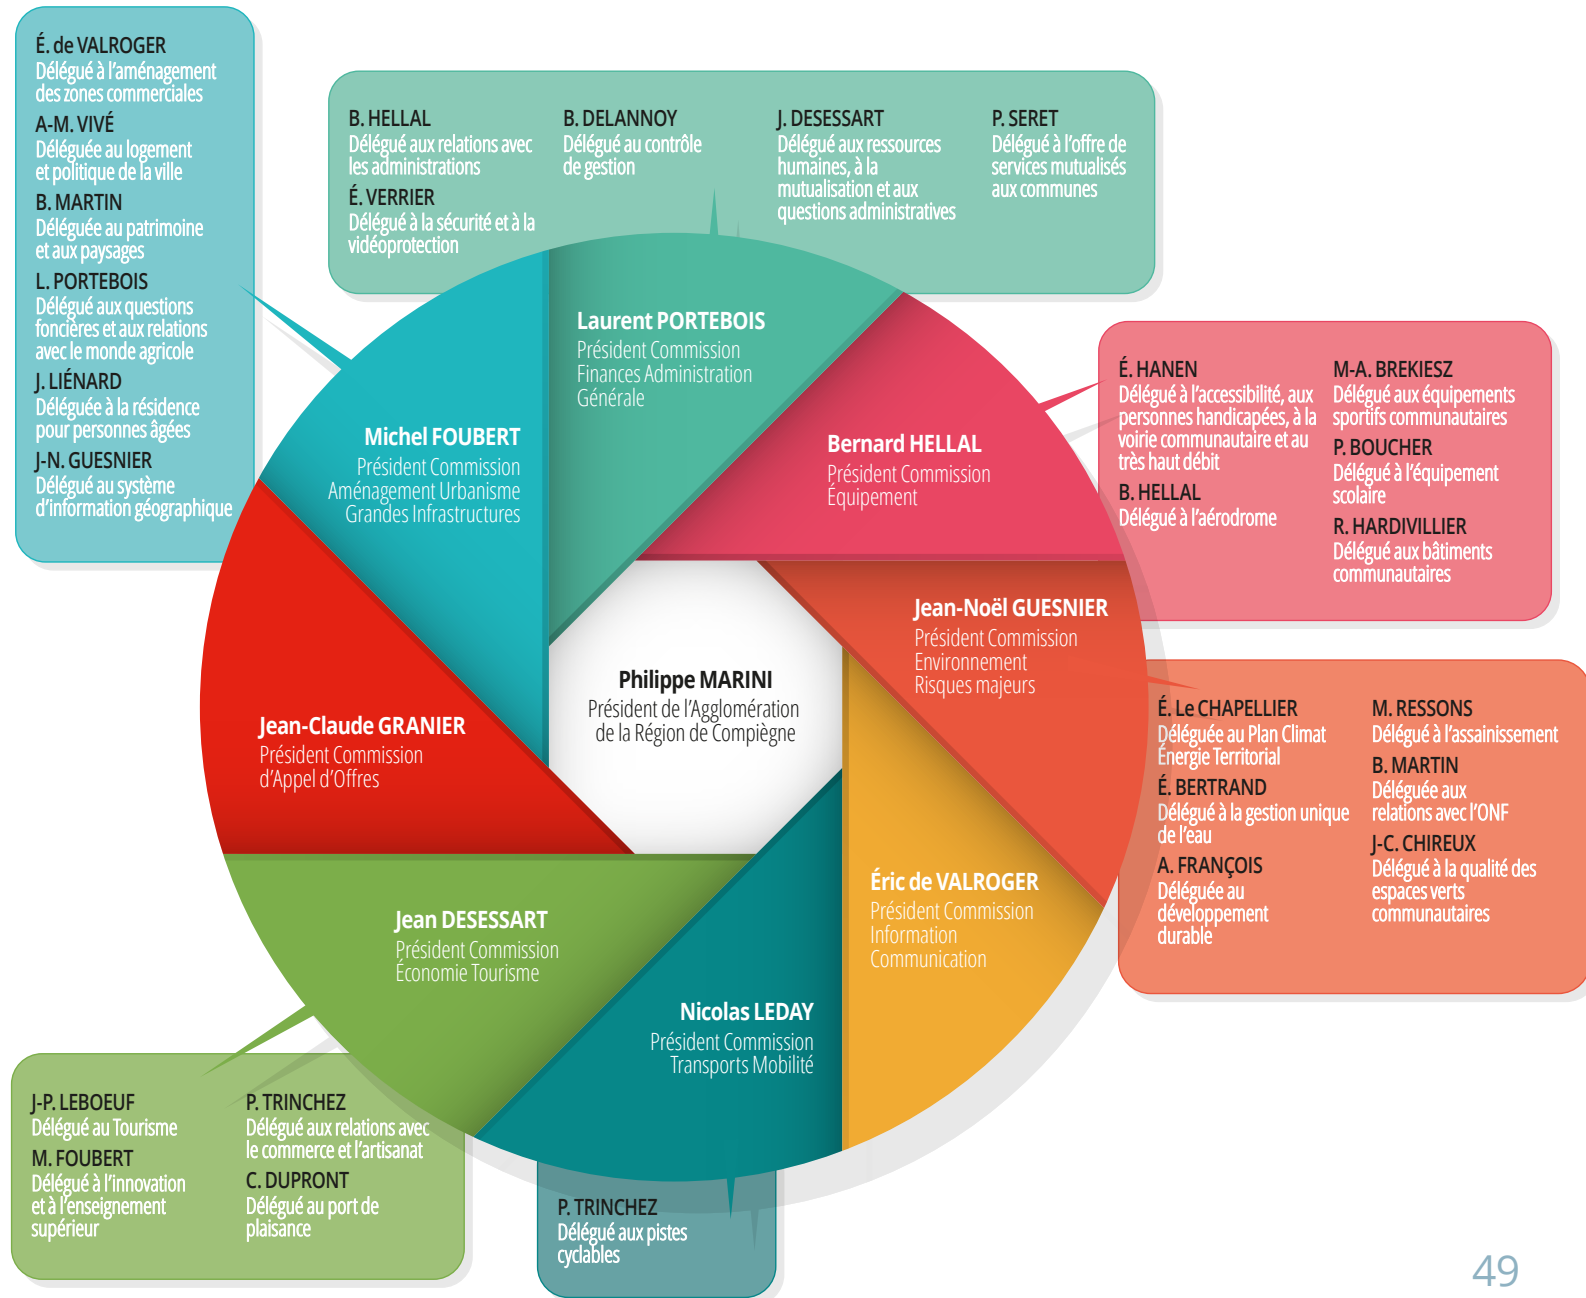 É. de VALROGER
Délégué à l'aménagement
des zones commerciales
A-M. VIVÉ
Déléguée au logement
et politique de la ville
B. MARTIN
Déléguée au patrimoine
et aux paysages
L. PORTEBOIS
Délégué aux questions
foncières et aux relations
avec le monde agricole
J. LIÉNARD
Déléguée à la résidence
pour personnes âgées
J-N. GUESNIER
Délégué au système
d'information géographique
B. HELLAL
Délégué aux relations avec
les administrations
É. VERRIER
Délégué à la sécurité et à la
vidéoprotection
B. DELANNOY
Délégué au contrôle
de gestion
J. DESESSART
Délégué aux ressources
humaines, à la
mutualisation et aux
questions administratives
P. SERET
Délégué à l'offre de
services mutualisés
aux communes
Laurent PORTEBOIS
Président Commission
Finances Administration
Générale
Michel FOUBERT
Président Commission
Aménagement Urbanisme
Grandes Infrastructures
Bernard HELLAL
Président Commission
Équipement
É. HANEN
Délégué à l'accessibilité, aux
personnes handicapées, à la
voirie communautaire et au
très haut débit
B. HELLAL
Délégué à l'aérodrome
M-A. BREKIESZ
Délégué aux équipements
sportifs communautaires
P. BOUCHER
Délégué à l'équipement
scolaire
R. HARDIVILLIER
Délégué aux bâtiments
communautaires
Jean-Noël GUESNIER
Président Commission
Environnement
Risques majeurs
Philippe MARINI
Président de l'Agglomération
de la Région de Compiègne
Jean-Claude GRANIER
Président Commission
d'Appel d'Offres
É. Le CHAPELLIER
Déléguée au Plan Climat
Énergie Territorial
É. BERTRAND
Délégué à la gestion unique
de l'eau
A. FRANÇOIS
Déléguée au
développement
durable
M. RESSONS
Délégué à l'assainissement
B. MARTIN
Déléguée aux
relations avec l'ONF
J-C. CHIREUX
Délégué à la qualité des
espaces verts
communautaires
Éric de VALROGER
Président Commission
Information
Communication
Jean DESESSART
Président Commission
Économie Tourisme
Nicolas LEDAY
Président Commission
Transports Mobilité
J-P. LEBOEUF
Délégué au Tourisme
M. FOUBERT
Délégué à l'innovation
et à l'enseignement
supérieur
P. TRINCHEZ
Délégué aux relations avec
le commerce et l'artisanat
C. DUPRONT
Délégué au port de
plaisance
P. TRINCHEZ
Délégué aux pistes
cyclables
49